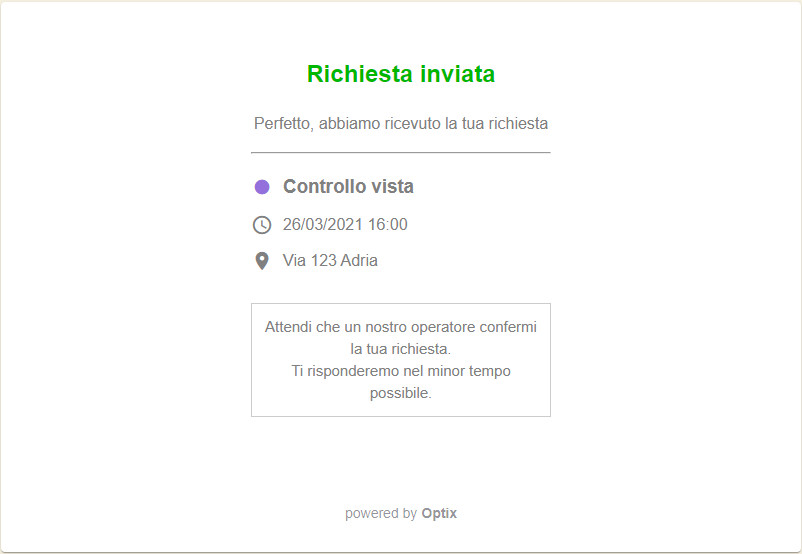 Richiesta inviata
Perfetto, abbiamo ricevuto la tua richiesta
Controllo vista
26/03/2021 16:00
Via 123 Adria
Attendi che un nostro operatore confermi
la tua richiesta.
Ti risponderemo nel minor tempo
possibile.
powered by Optix